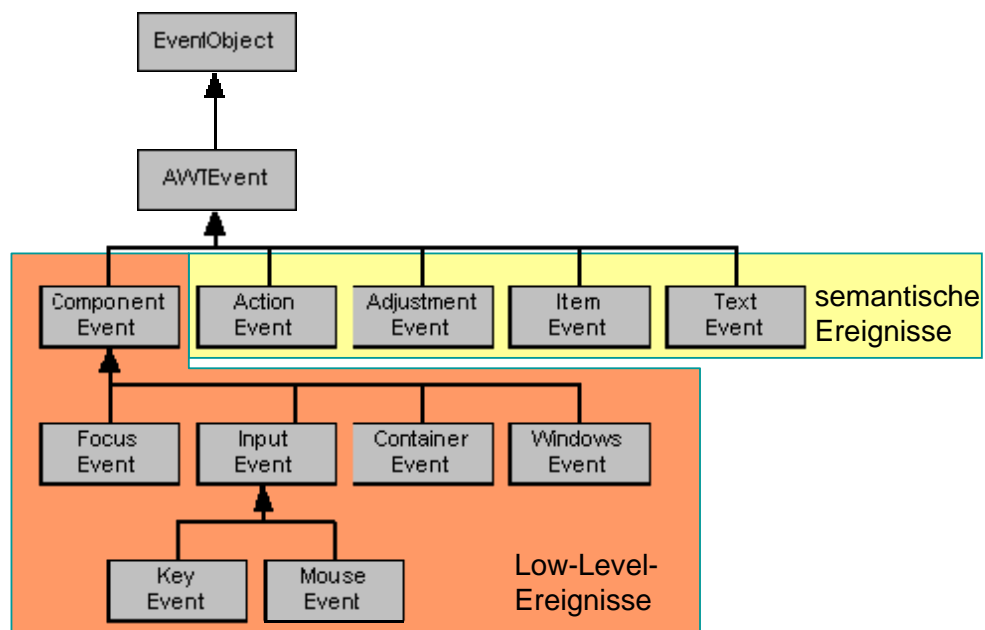 EventObject
AWTEvent
Component
Event
Action
Event
Adjustment
Event
Item
Event
Text
Event
semantische
Ereignisse
Focus
Event
Input
Event
Container
Event
Windows
Event
Key
Event
Mouse
Event
Low-Level-
Ereignisse